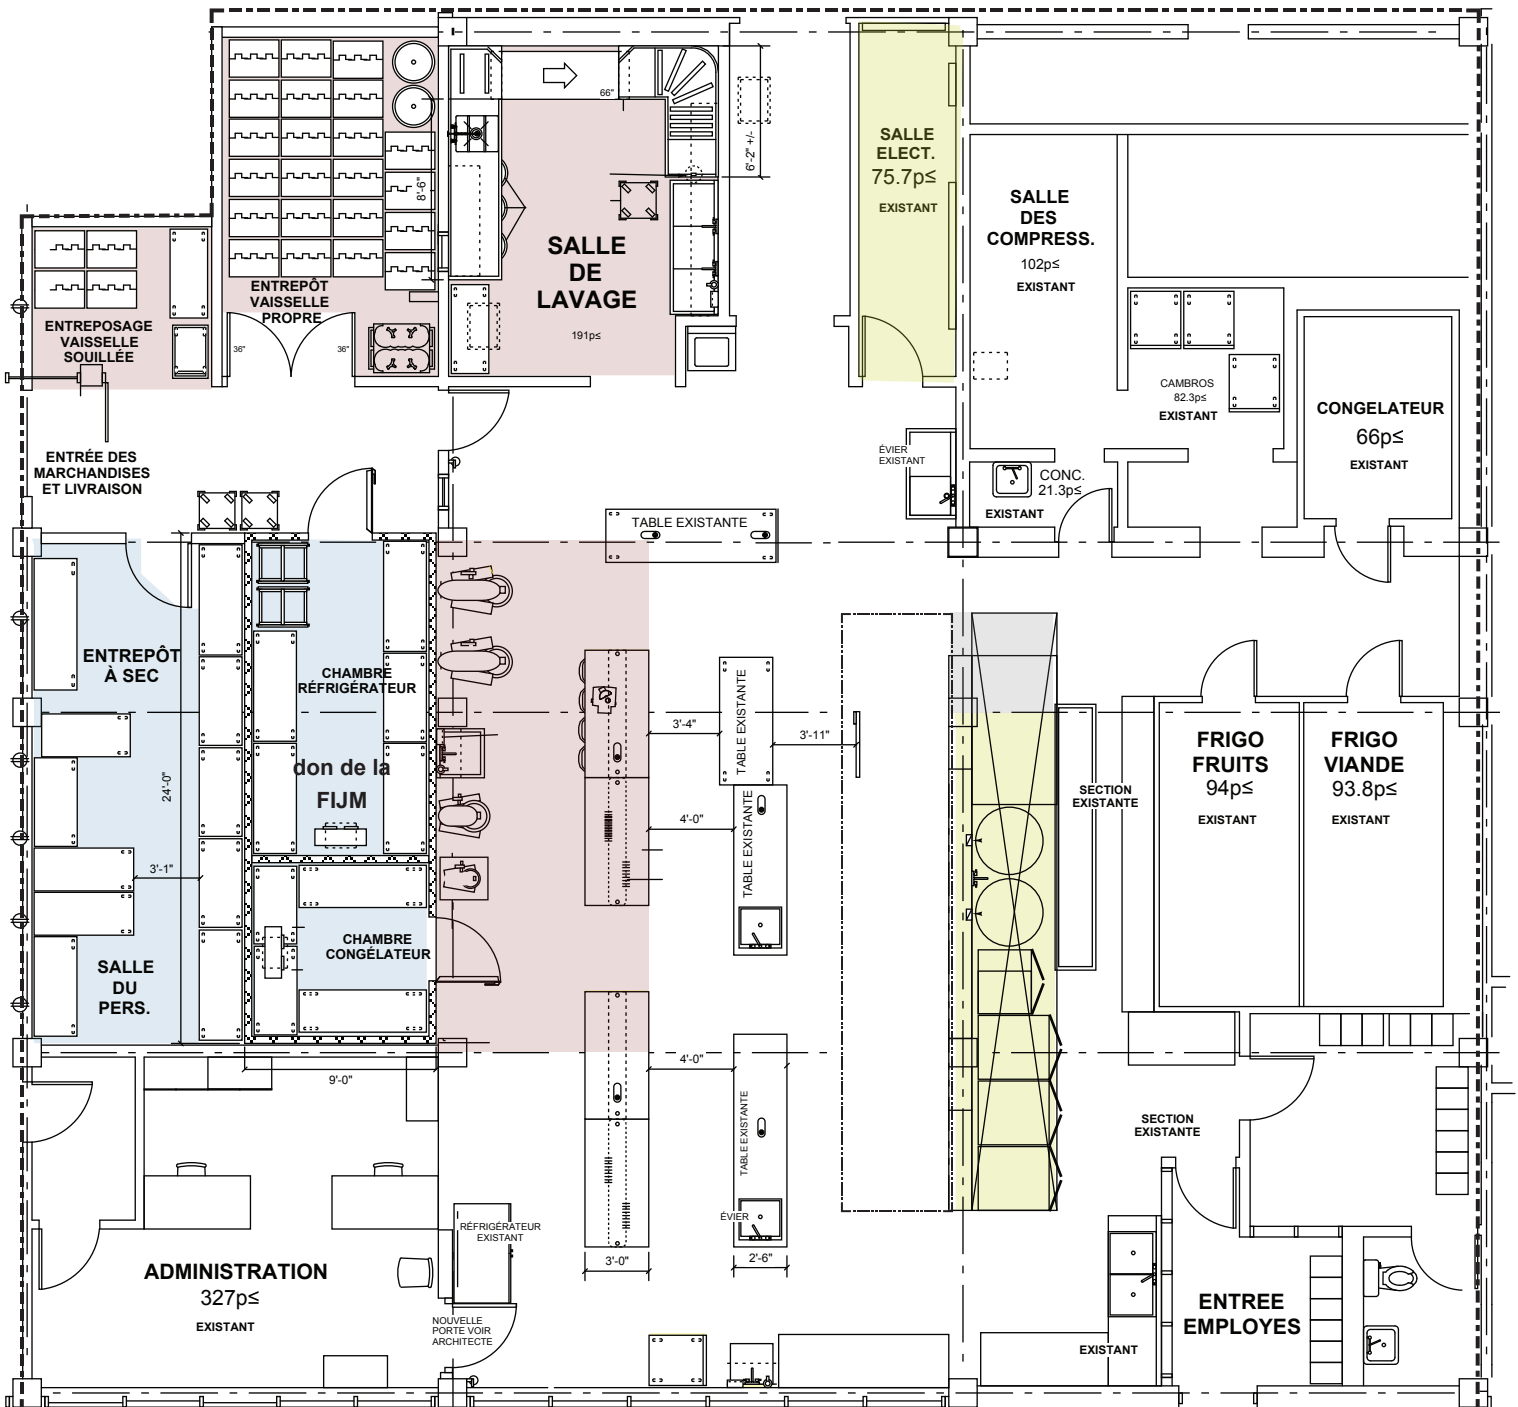 66"
6'-2" +/-
8'-6"
SALLE
ELECT.
75.7p≤
EXISTANT
SALLE
DES
COMPRESS.
102p≤
EXISTANT
SALLE
DE
LAVAGE
191p≤
ENTREPÔT
VAISSELLE
PROPRE
36"
36"
ENTREPOSAGE
VAISSELLE
SOUILLÉE
CAMBROS
82.3p≤
EXISTANT
CONGELATEUR
66p≤
EXISTANT
ENTRÉE DES
MARCHANDISES
ET LIVRAISON
ÉVIER
EXISTANT
CONC.
21.3p≤
EXISTANT
TABLE EXISTANTE
ENTREPÔT
À SEC
CHAMBRE
RÉFRIGÉRATEUR
don de la
FIJM
24'-0"
3'-1"
3'-4"
TABLE EXISTANTE
3'-11"
4'-0"
TABLE EXISTANTE
SECTION
EXISTANTE
FRIGO
FRUITS
94p≤
EXISTANT
FRIGO
VIANDE
93.8p≤
EXISTANT
CHAMBRE
CONGÉLATEUR
SALLE
DU
PERS.
9'-0"
4'-0"
TABLE EXISTANTE
ÉVIER
SECTION
EXISTANTE
RÉFRIGÉRATEUR
EXISTANT
3'-0"
2'-6"
ADMINISTRATION
327p≤
EXISTANT
NOUVELLE
PORTE VOIR
ARCHITECTE
ENTREE
EMPLOYES
EXISTANT